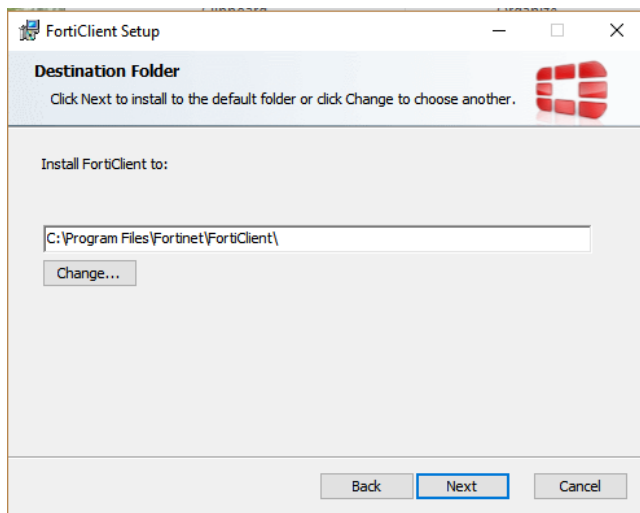 FortiClient Setup
Destination Folder
Click Next to install to the default folder or click Change to choose another.
Install FortiClient to:
C:\Program Files\Fortinet\FortiClient\
Change...
Back Next Cancel